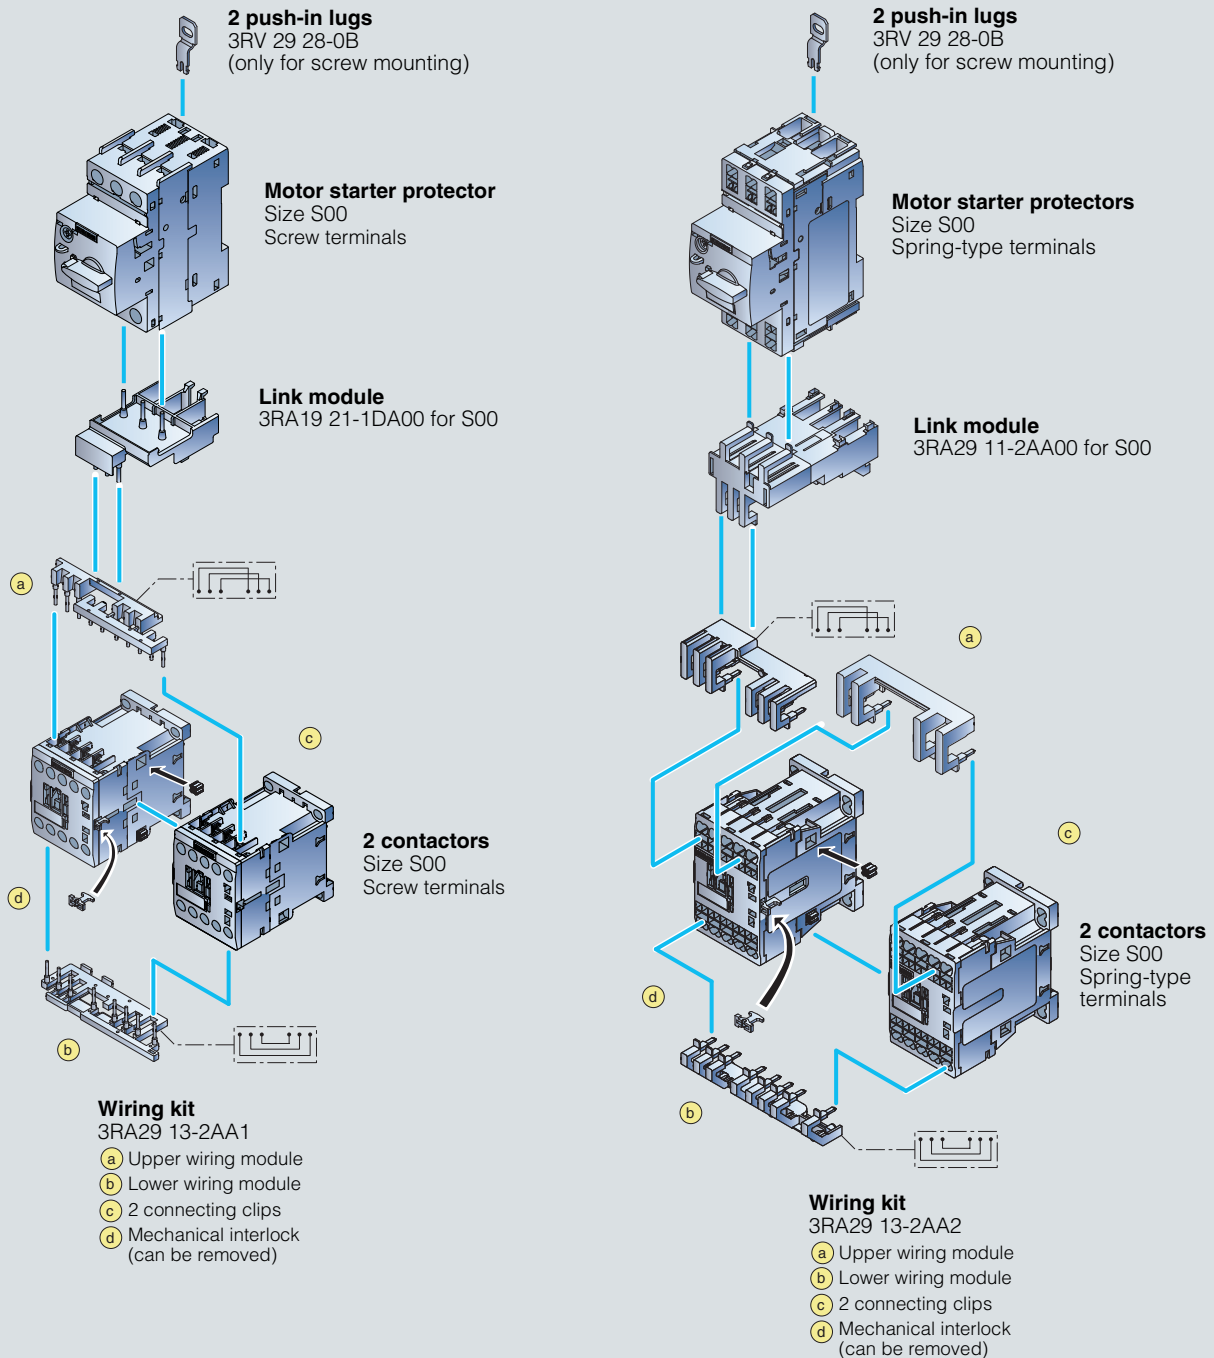 2 push-in lugs
3RV 29 28-0B
(only for screw mounting)
Motor starter protector
Size S00
Screw terminals
Link module
3RA19 21-1DA00 for S00
a
c
2 contactors
Size S00
Screw terminals
d
b
Wiring kit
3RA29 13-2AA1
a Upper wiring module
b Lower wiring module
c 2 connecting clips
d Mechanical interlock
(can be removed)
2 push-in lugs
3RV 29 28-0B
(only for screw mounting)
Motor starter protectors
Size S00
Spring-type terminals
Link module
3RA29 11-2AA00 for S00
a
c
2 contactors
Size S00
Spring-type
terminals
d
b
Wiring kit
3RA29 13-2AA2
a Upper wiring module
b Lower wiring module
c 2 connecting clips
d Mechanical interlock
(can be removed)